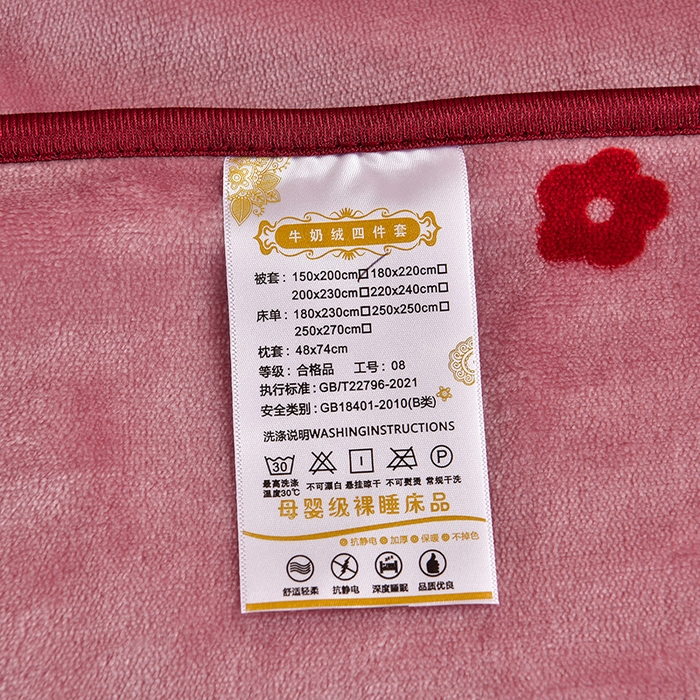 牛奶绒四件套
被套：150x200cm☐180x220cm☐
200x230cm☐220x240cm☐
床单：180x230cm☐250x250cm☐
250x270cm☐
枕套：48x74cm
等级：合格品 工号：08
执行标准：GB/T22796-2021
安全类别：GB18401-2010(B类)
洗涤说明WASHINGINSTRUCTIONS
30 P
最高洗涤温度30℃ 不可漂白 悬挂晾干 不可熨烫 常规干洗
母婴级裸睡床品
抗静电 加厚 保暖 不掉色
舒适轻柔 抗静电 深度睡眠 品质优良